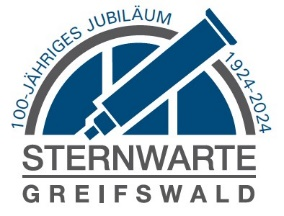 100-JÄHRIGES JUBILÄUM
1924-2024
STERNWARTE
GREIFSWALD